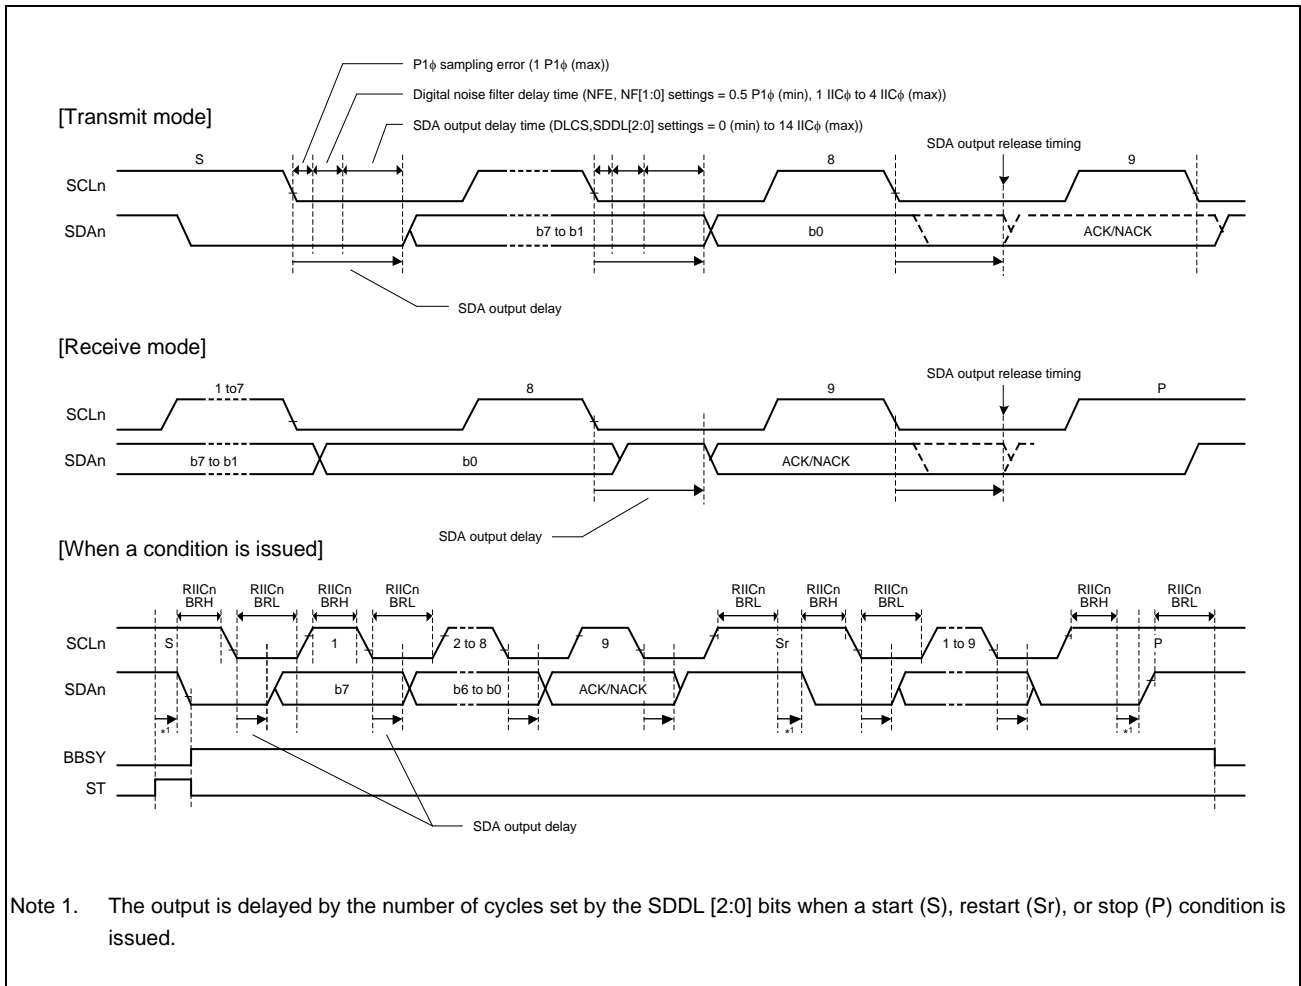 P1ϕ sampling error (1 P1ϕ (max))
Digital noise filter delay time (NFE, NF[1:0] settings = 0.5 P1ϕ (min), 1 IICϕ to 4 IICϕ (max))
[Transmit mode]
SDA output delay time (DLCS,SDDL[2:0] settings = 0 (min) to 14 IICϕ (max))
SDA output release timing
S 8 9
SCLn
SDAn b7 to b1 b0 ACK/NACK
SDA output delay
[Receive mode]
SDA output release timing
1 to7 8 9 P
SCLn
SDAn b7 to b1 b0 ACK/NACK
SDA output delay
[When a condition is issued]
RIICn RIICn RIICn RIICn RIICn RIICn RIICn RIICn RIICn
BRH BRL BRH BRL BRL BRH BRL BRH BRL
SCLn S 1 2 to 8 9 Sr 1 to 9 P
SDAn b7 b6 to b0 ACK/NACK
*1 *1 *1
BBSY
ST
SDA output delay
Note 1. The output is delayed by the number of cycles set by the SDDL [2:0] bits when a start (S), restart (Sr), or stop (P) condition is
issued.